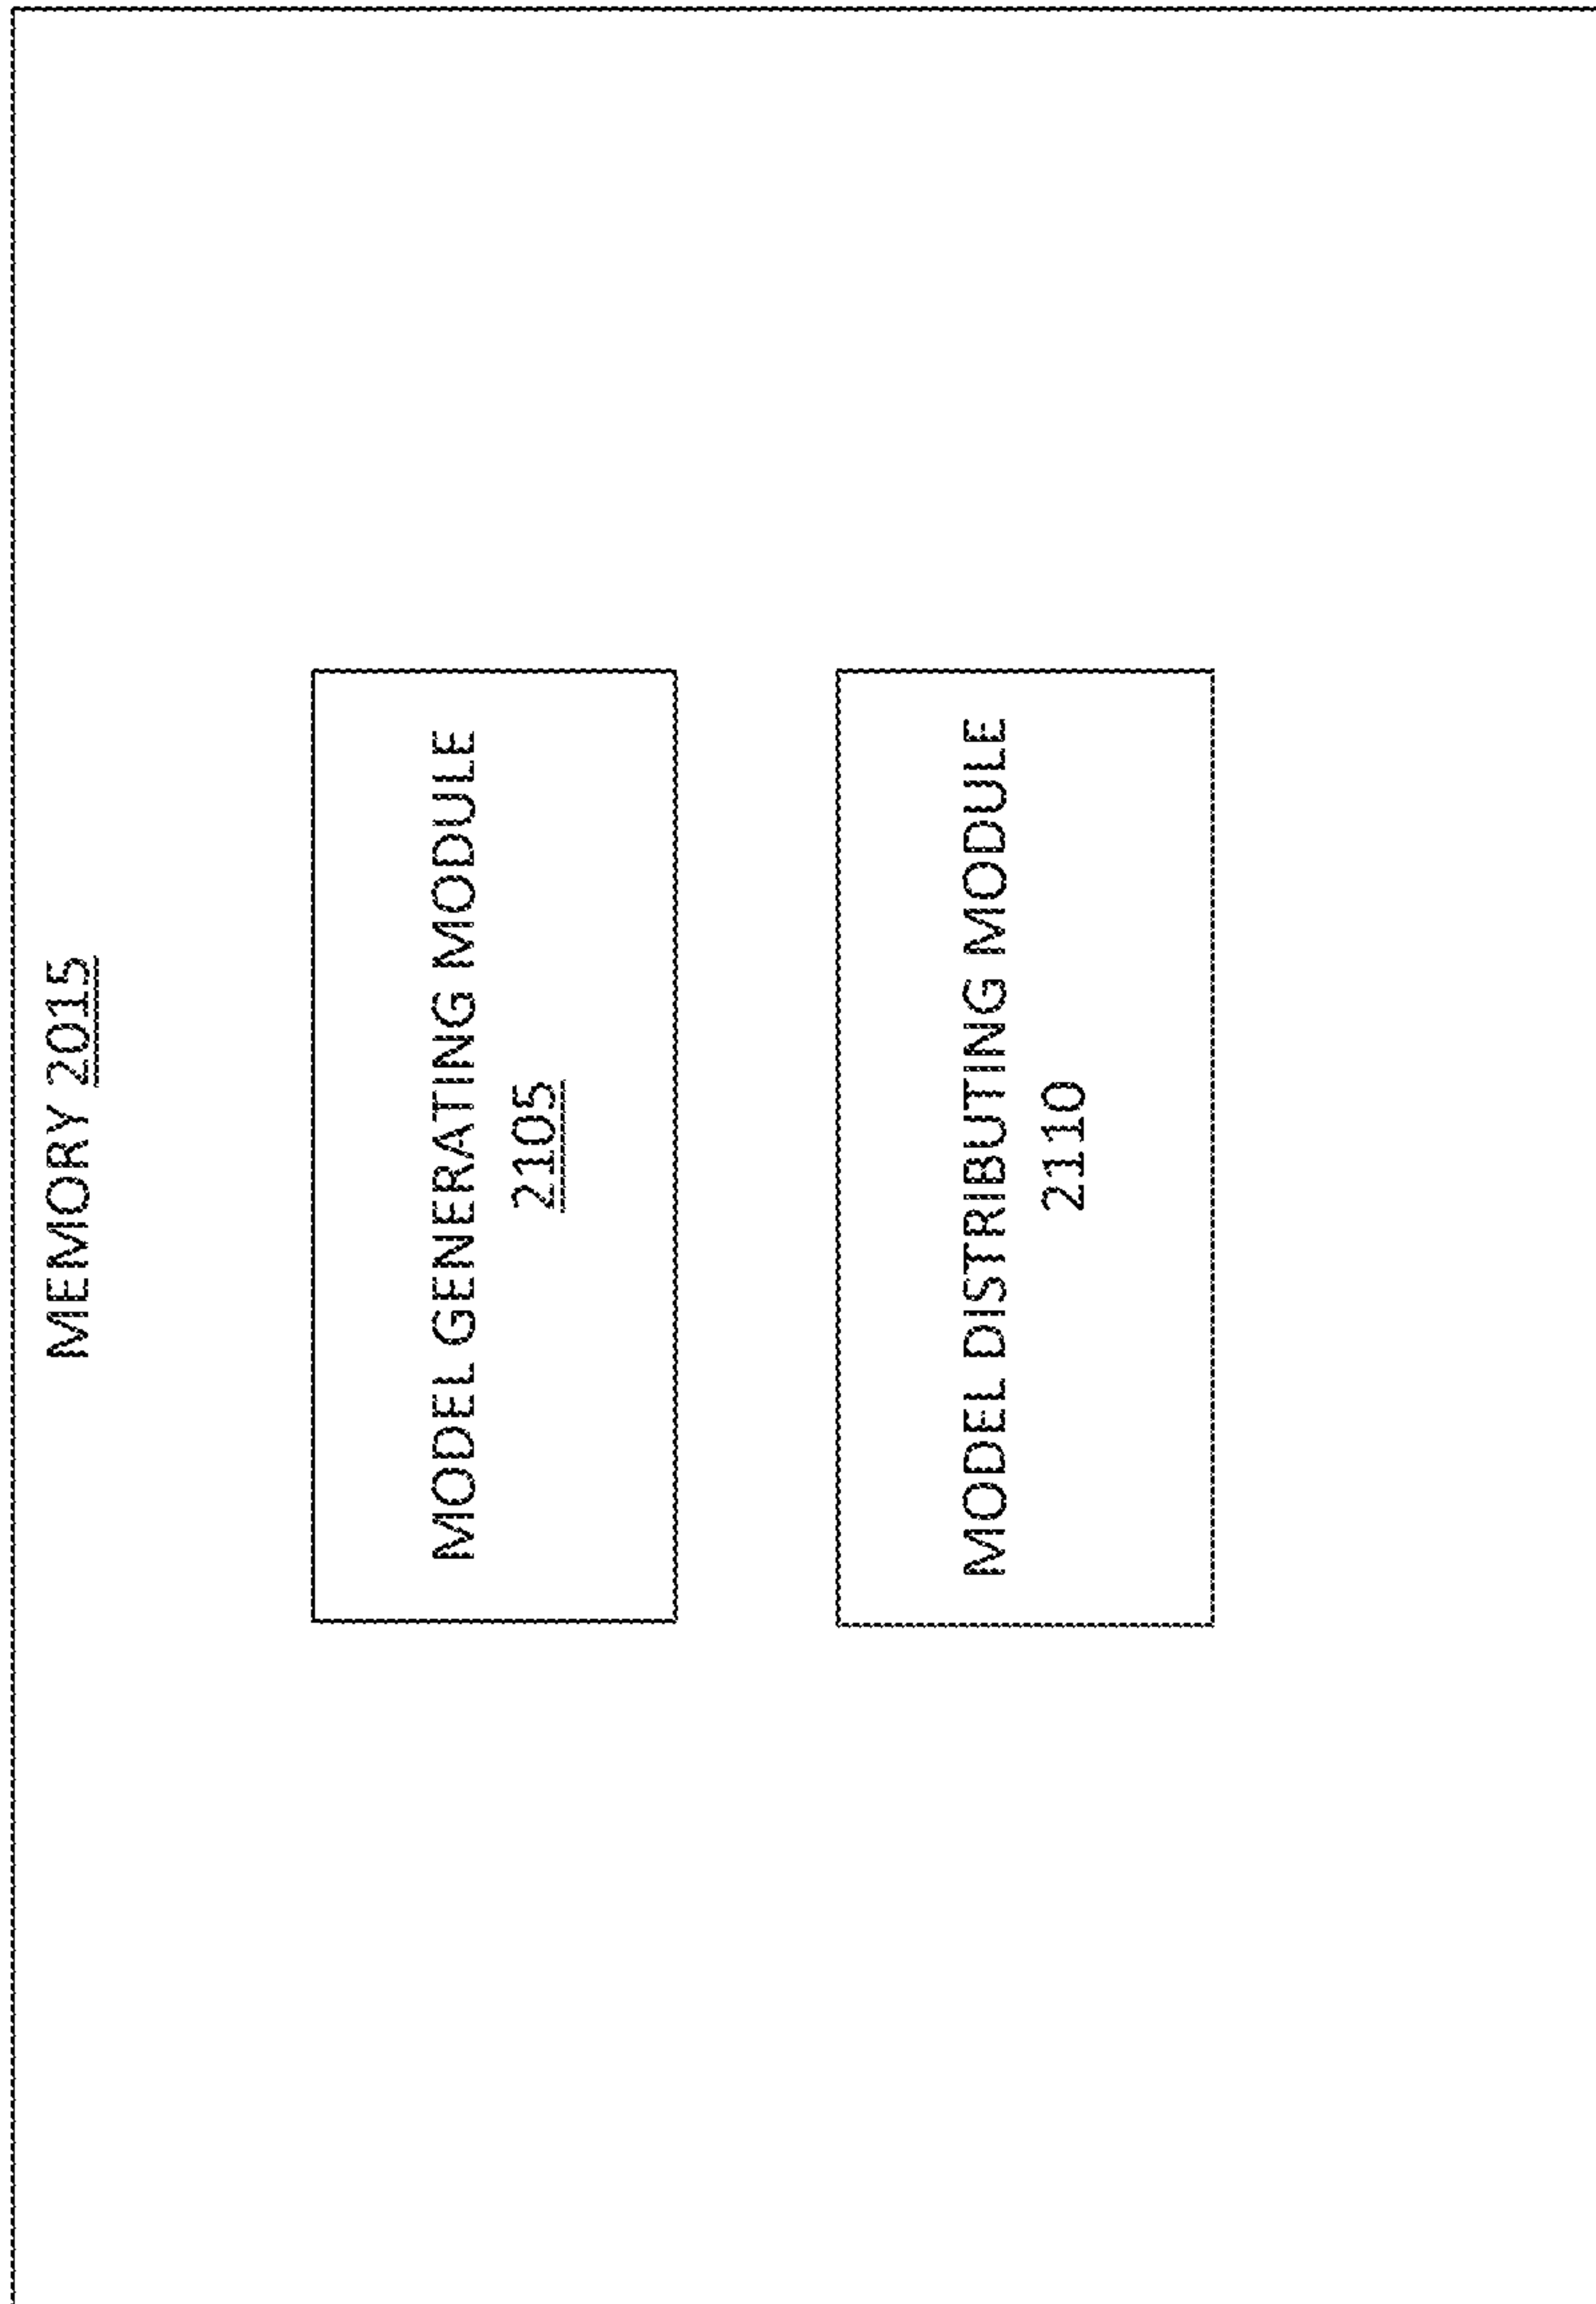 MEMORY 2015
MODEL GENERATING MODULE
2105
MODEL DISTRIBUTING MODULE
2110